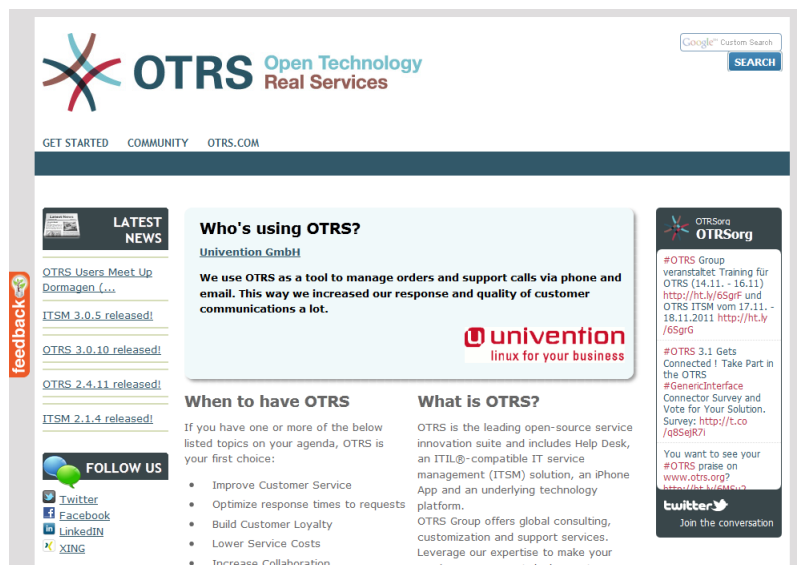 OTRS
Open Technology
Real Services
Google™ Custom Search
SEARCH
GET STARTED COMMUNITY OTRS.COM
feedback
LATEST
NEWS
OTRS Users Meet Up
Dormagen (...
ITSM 3.0.5 released!
OTRS 3.0.10 released!
OTRS 2.4.11 released!
ITSM 2.1.4 released!
FOLLOW US
Twitter
Facebook
LinkedIN
XING
Who's using OTRS?
Univention GmbH
We use OTRS as a tool to manage orders and support calls via phone and
email. This way we increased our response and quality of customer
communications a lot.
univention
linux for your business
When to have OTRS
If you have one or more of the below
listed topics on your agenda, OTRS is
your first choice:
Improve Customer Service
Optimize response times to requests
Build Customer Loyalty
Lower Service Costs
Increase Collaboration
What is OTRS?
OTRS is the leading open-source service
innovation suite and includes Help Desk,
an ITIL®-compatible IT service
management (ITSM) solution, an iPhone
App and an underlying technology
platform.
OTRS Group offers global consulting,
customization and support services.
Leverage our expertise to make your
OTRSorg
OTRSorg
#OTRS Group
veranstaltet Training für
OTRS (14.11. - 16.11)
http://ht.ly/6SgrF und
OTRS ITSM vom 17.11. -
18.11.2011 http://ht.ly
/6SgrG
#OTRS 3.1 Gets
Connected ! Take Part in
the OTRS
#GenericInterface
Connector Survey and
Vote for Your Solution.
Survey: http://t.co
/q8SeJR7i
You want to see your
#OTRS praise on
www.otrs.org?
twitter
Join the conversation